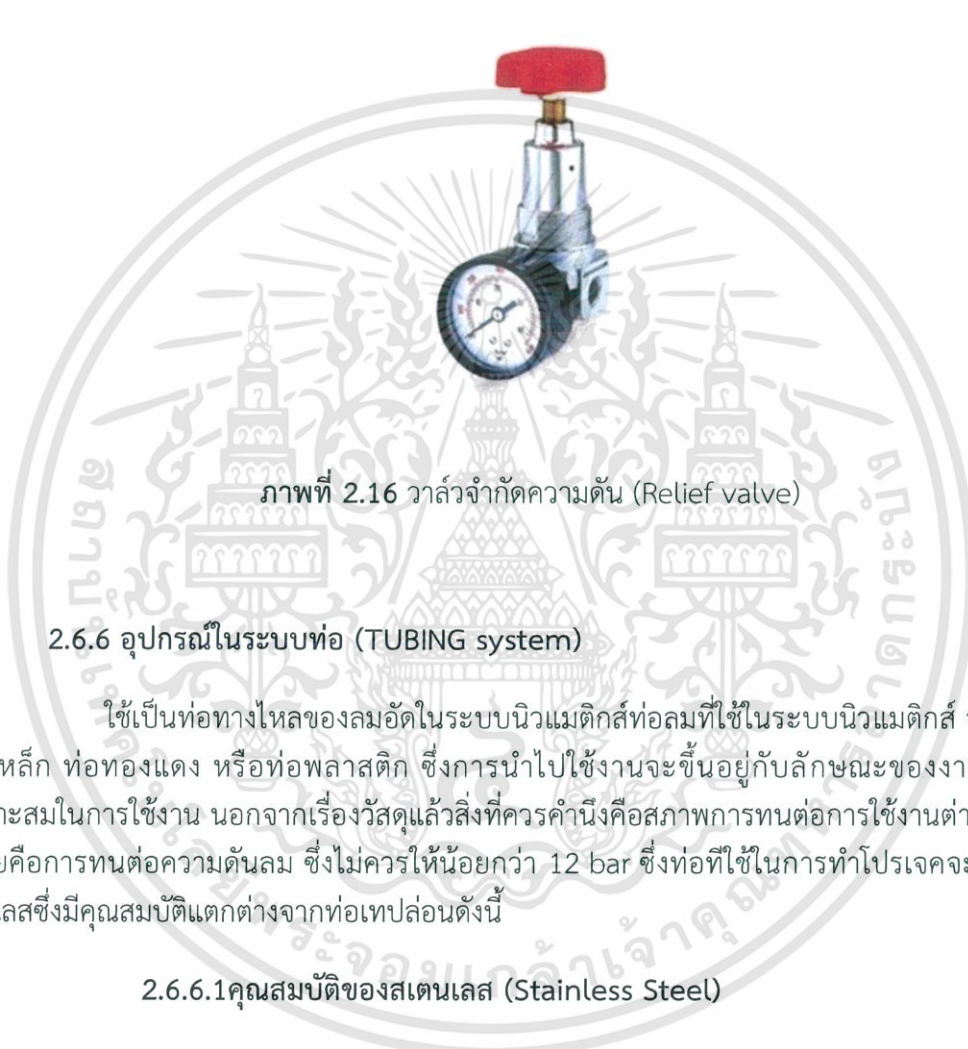 ภาพที่ 2.16 วาล์วจำกัดความดัน (Relief valve)
2.6.6 อุปกรณ์ในระบบท่อ (TUBING system)
ใช้เป็นท่อทางไหลของลมอัดในระบบนิวแมติกส์ท่อลมที่ใช้ในระบบนิวแมติกส์
หล็ก ท่อทองแดง หรือท่อพลาสติก ซึ่งการนำไปใช้งานจะขึ้นอยู่กับลักษณะของงา
าะสมในการใช้งาน นอกจากเรื่องวัสดุแล้วสิ่งที่ควรคำนึงคือสภาพการทนต่อการใช้งานต่า
ยคือการทนต่อความดันลม ซึ่งไม่ควรให้น้อยกว่า 12 bar ซึ่งท่อที่ใช้ในการทำโปรเจคจะ
เลสซึ่งมีคุณสมบัติแตกต่างจากท่อเทปล่อนดังนี้
2.6.6.1คุณสมบัติของสเตนเลส (Stainless Steel)